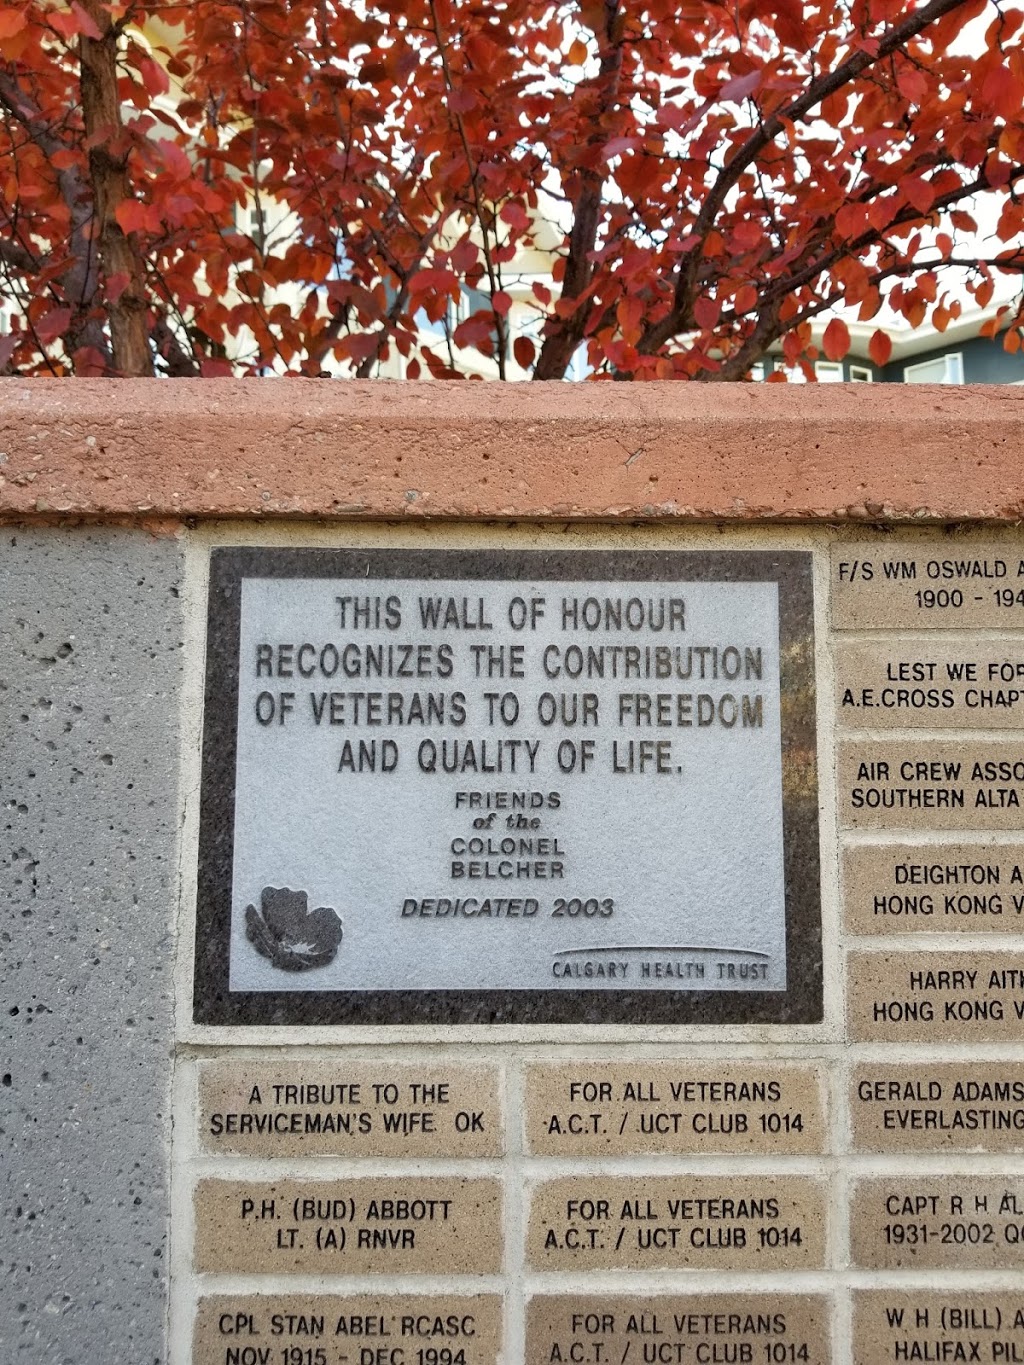 THIS WALL OF HONOUR
RECOGNIZES THE CONTRIBUTION
OF VETERANS TO OUR FREEDOM
AND QUALITY OF LIFE.
FRIENDS
of the
COLONEL
BELCHER
DEDICATED 2003
CALGARY HEALTH TRUST
F/S WM OSWALD
1900 - 194
LEST WE
A.E.CROSS
AIR CREW
SOUTHERN ALTA
DEIGHTON
HONG KONG
HARRY
HONG KONG
A TRIBUTE TO THE
SERVICEMAN'S WIFE OK
FOR ALL VETERANS
A.C.T. / UCT CLUB 1014
GERALD ADAMS
EVERLASTING
P.H. (BUD) ABBOTT
LT. (A) RNVR
FOR ALL VETERANS
A.C.T. / UCT CLUB 1014
CAPT R H
1931-2002
CPL STAN ABEL RCASC
NOV 1915 - DEC 1994
FOR ALL VETERANS
A.C.T. / UCT CLUB 1014
W H (BILL)
HALIFAX